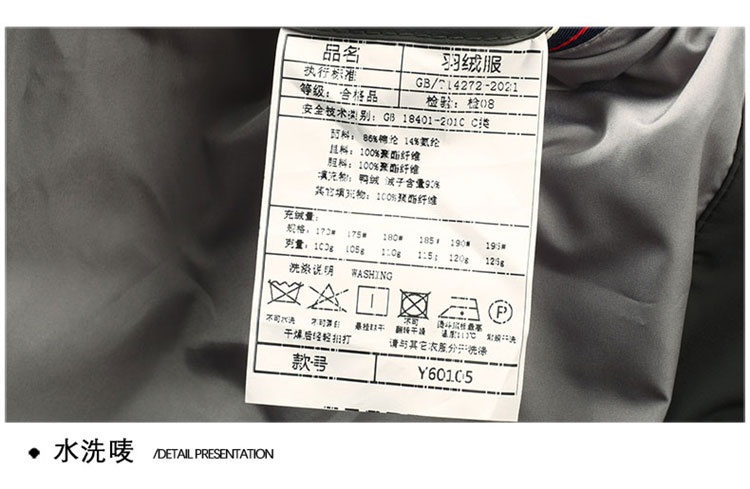 品名 羽绒服
执行标准 GB/T14272-2021
等级：合格品 检验：检08
安全技术类别：GB 18401-2010 C类
面料：86%锦纶 14%氨纶
里料：100%聚酯纤维
胆料：100%聚酯纤维
填充物：鸭绒 绒子含量90%
其它填充物：100%聚酯纤维
充绒量：
规格：170# 175# 180# 185# 190# 195#
克重：100g 105g 110g 115g 120g 125g
洗涤说明 WASHING
P
不可水洗 不可漂白 悬挂晾干 不可翻转干燥 熨斗底板最高温度110℃ 常规干洗
干燥后轻轻拍打 请与其它衣服分开洗涤
款号 Y60105
水洗唛 /DETAIL PRESENTATION